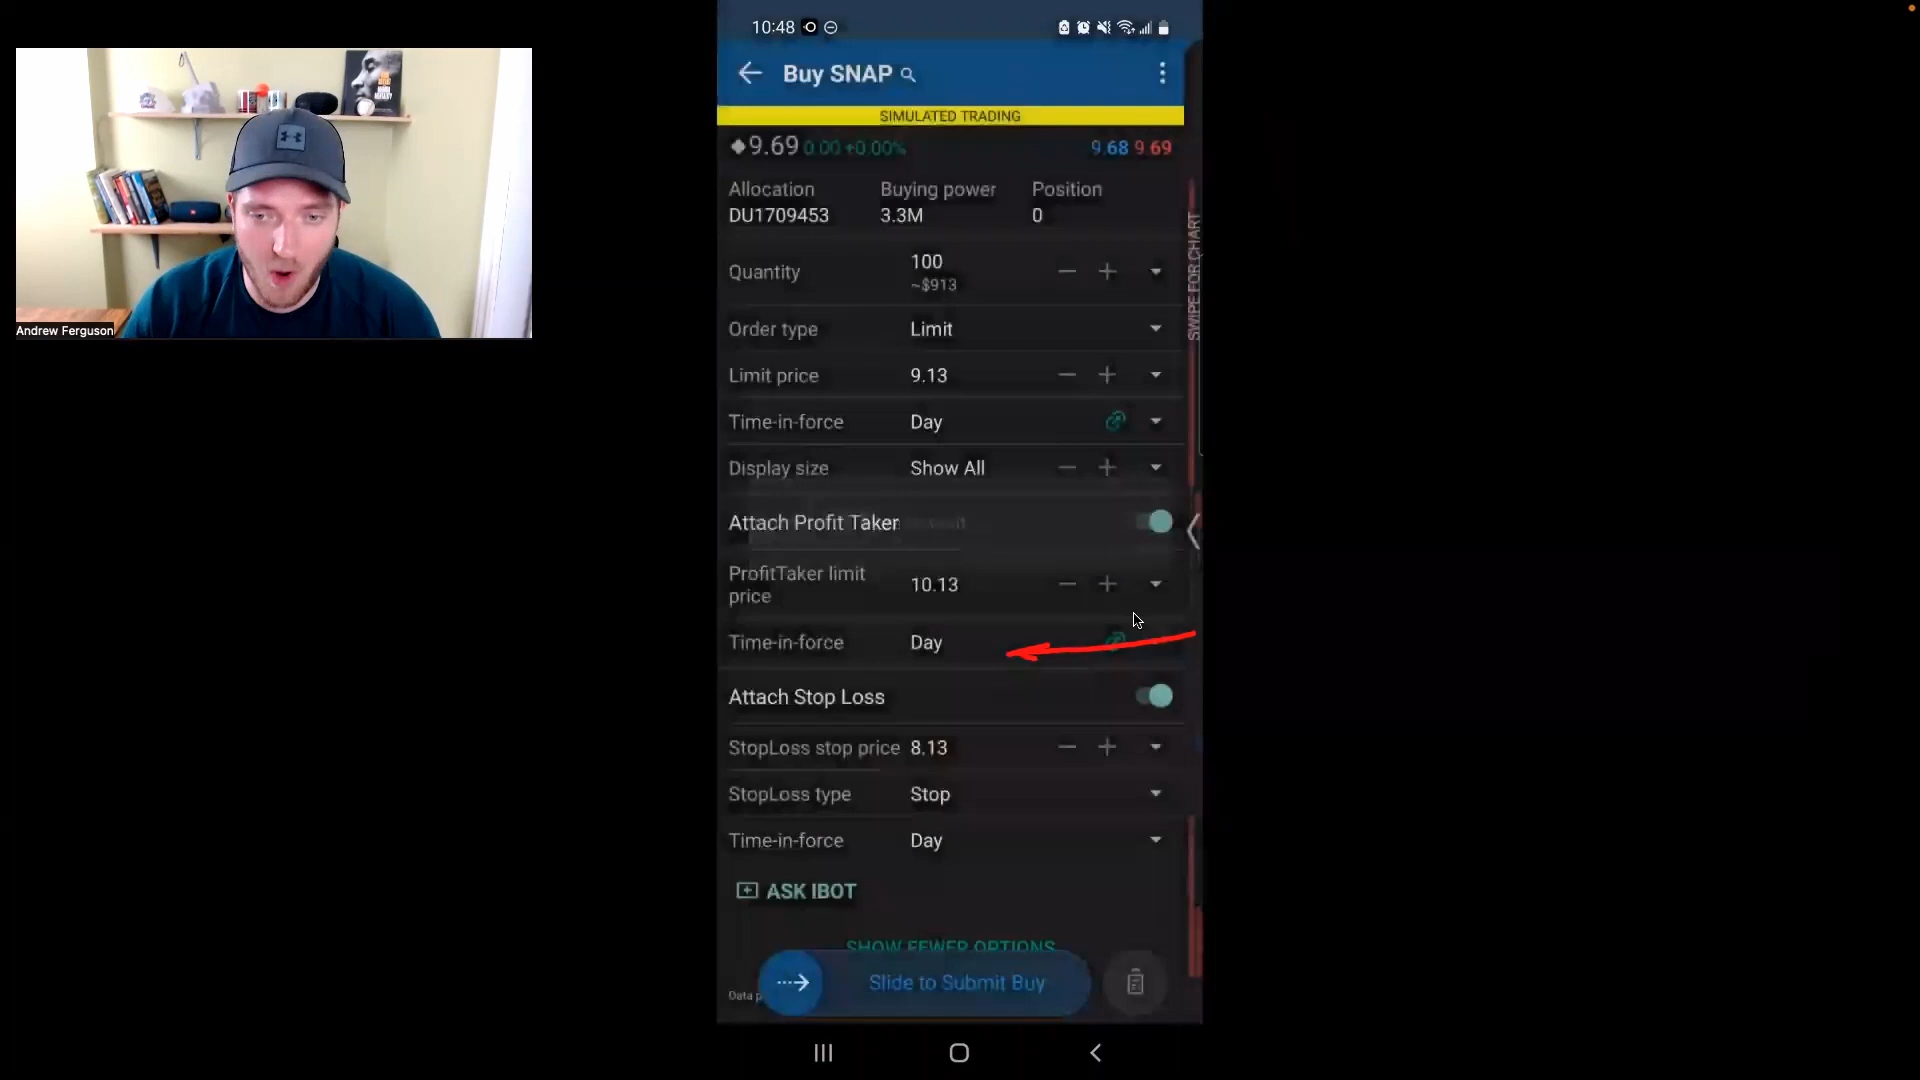 10:48
Buy SNAP
SIMULATED TRADING
9.69 0.00 +0.00% 9.68 9.69
Allocation Buying power Position
DU1709453 3.3M 0
Quantity 100
~$913
Order type Limit
Limit price 9.13
Time-in-force Day
Display size Show All
Attach Profit Taker
ProfitTaker limit price 10.13
Time-in-force Day
Attach Stop Loss
StopLoss stop price 8.13
StopLoss type Stop
Time-in-force Day
ASK IBOT
SHOW FEWER OPTIONS
Slide to Submit Buy
Data p
SWIPE FOR CHART
Andrew Ferguson